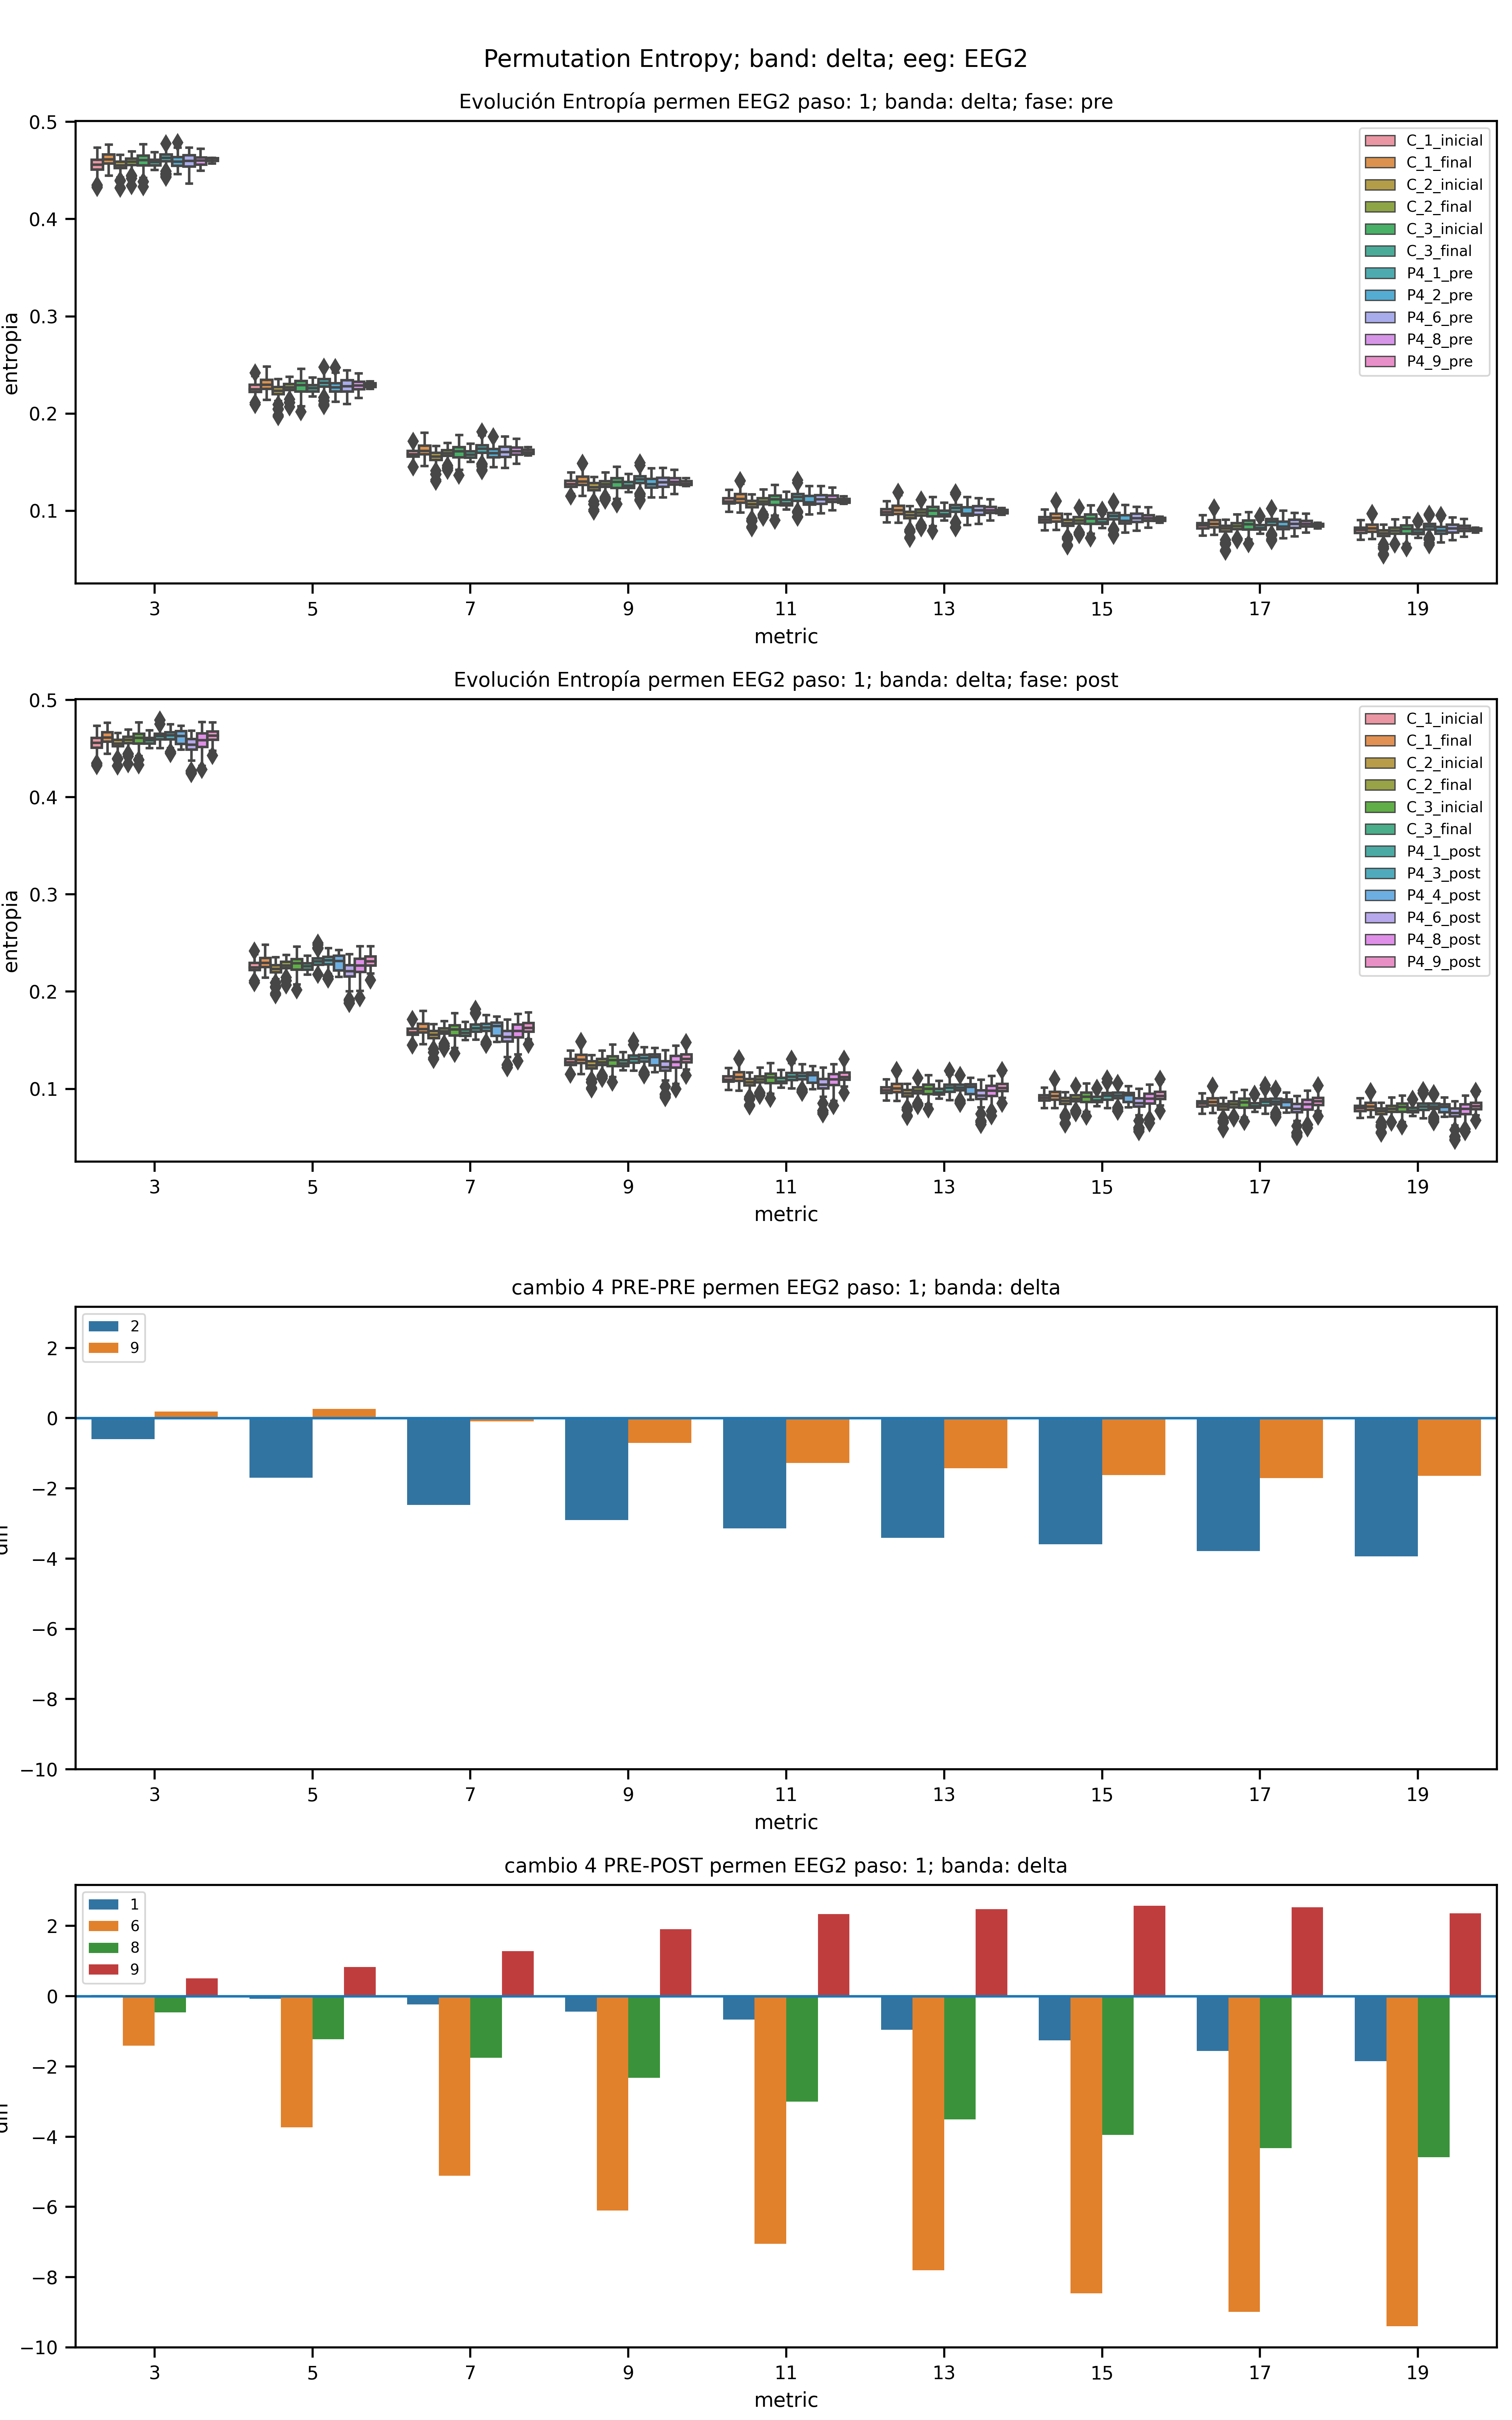 Permutation Entropy; band: delta; eeg: EEG2
Evolución Entropía permen EEG2 paso: 1; banda: delta; fase: pre
0.5
0.4
0.3
0.2
0.1
entropia
C_1_inicial
C_1_final
C_2_inicial
C_2_final
C_3_inicial
C_3_final
P4_1_pre
P4_2_pre
P4_6_pre
P4_8_pre
P4_9_pre
3 5 7 9 11 13 15 17 19
metric
Evolución Entropía permen EEG2 paso: 1; banda: delta; fase: post
0.5
0.4
0.3
0.2
0.1
entropia
C_1_inicial
C_1_final
C_2_inicial
C_2_final
C_3_inicial
C_3_final
P4_1_post
P4_3_post
P4_4_post
P4_6_post
P4_8_post
P4_9_post
3 5 7 9 11 13 15 17 19
metric
cambio 4 PRE-PRE permen EEG2 paso: 1; banda: delta
2
9
2
0
−2
−4
−6
−8
−10
3 5 7 9 11 13 15 17 19
metric
cambio 4 PRE-POST permen EEG2 paso: 1; banda: delta
1
6
8
9
2
0
−2
−4
−6
−8
−10
3 5 7 9 11 13 15 17 19
metric